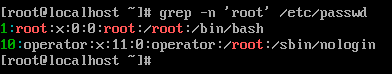 [root@localhost ~]# grep -n 'root' /etc/passwd
1:root:x:0:0:root:/root:/bin/bash
10:operator:x:11:0:operator:/root:/sbin/nologin
[root@localhost ~]#